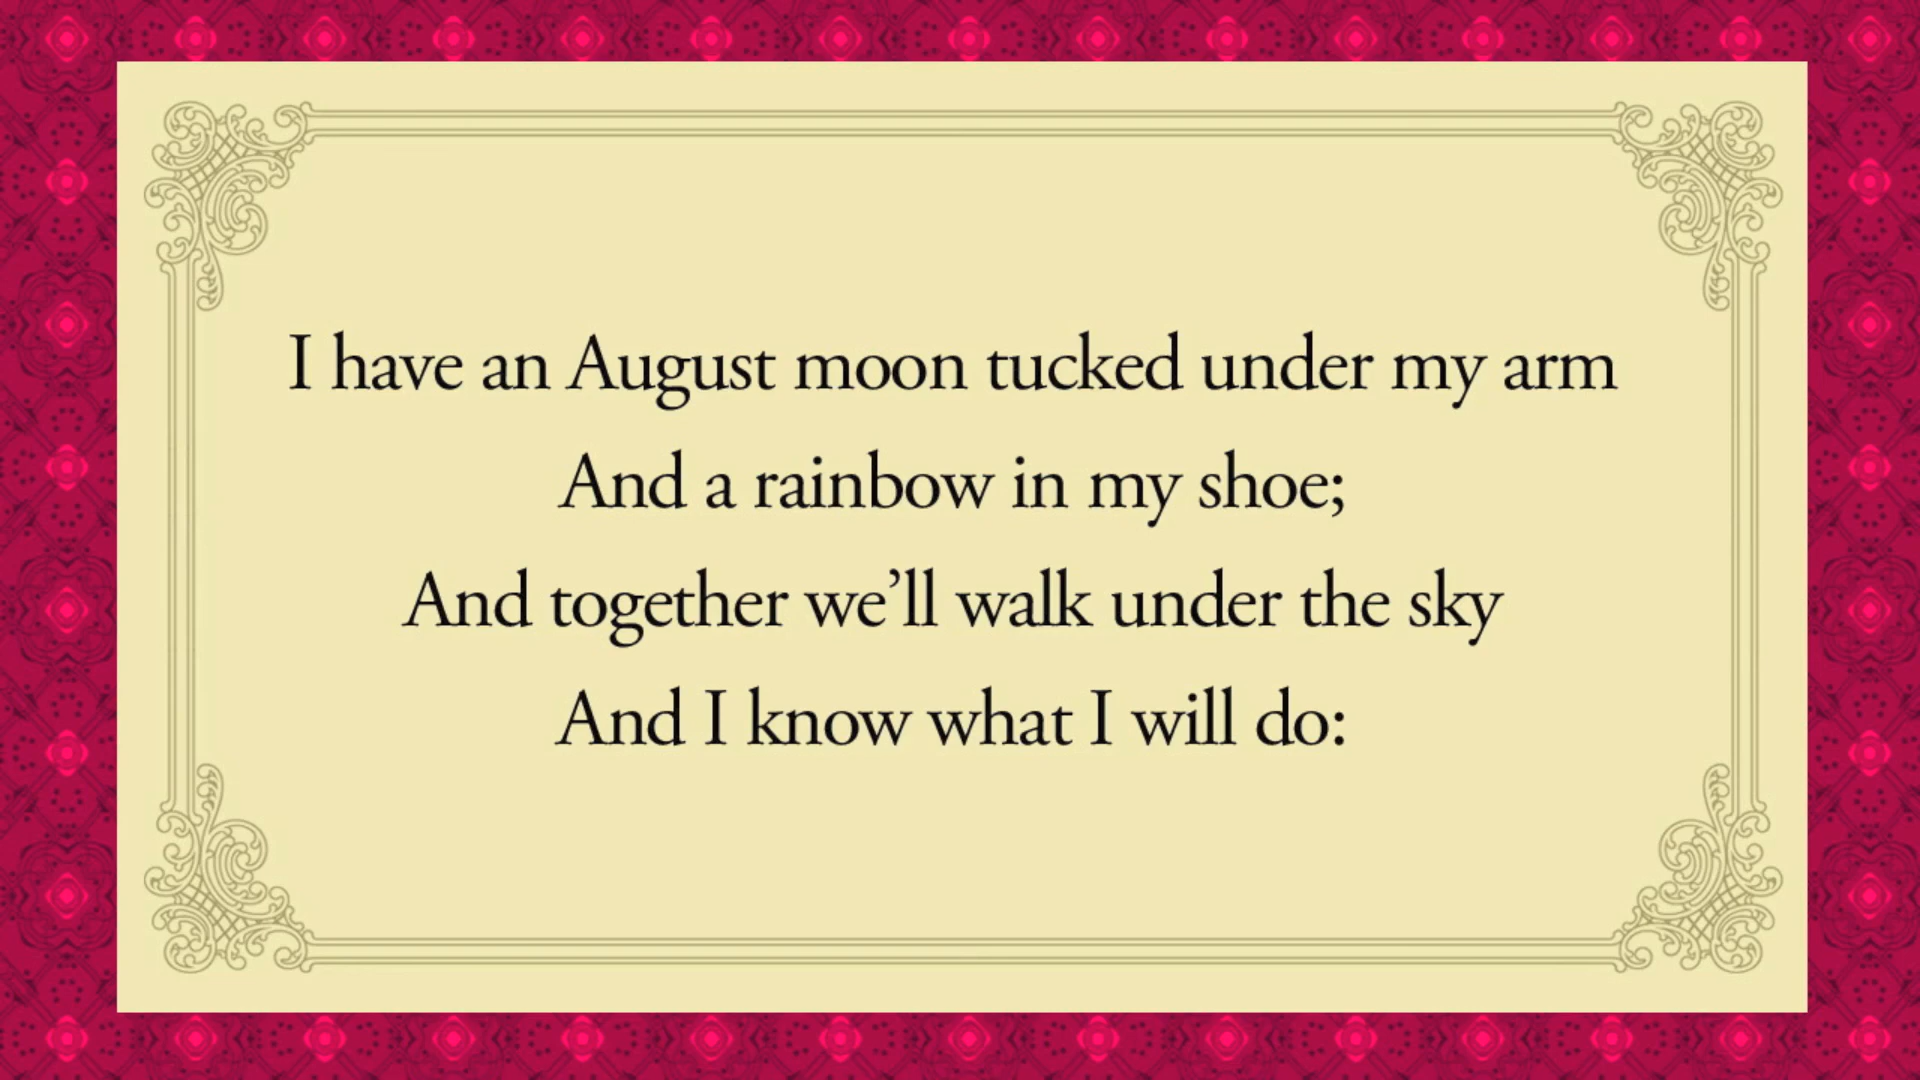 I have an August moon tucked under my arm
And a rainbow in my shoe;
And together we’ll walk under the sky
And I know what I will do: